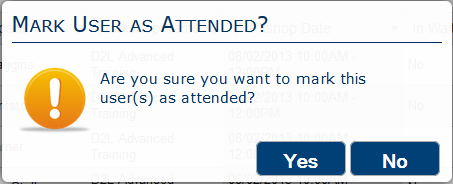 Mark User as Attended?
Are you sure you want to mark this
user(s) as attended?
Yes No